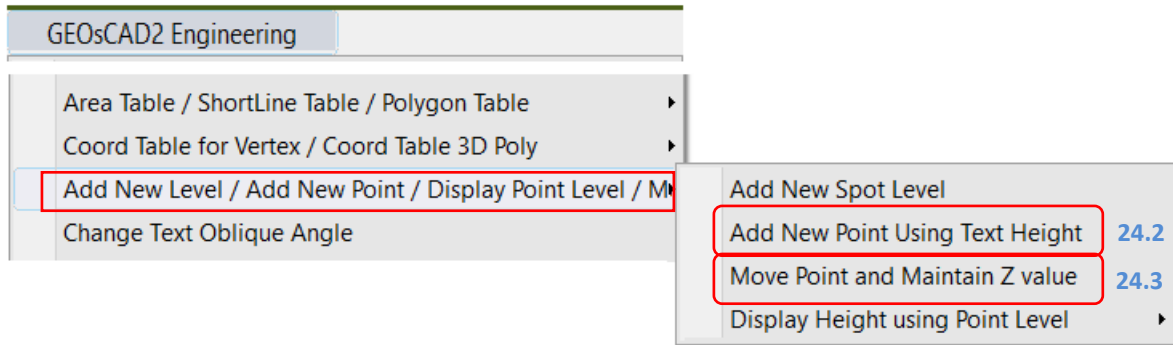 GEOsCAD2 Engineering
Area Table / ShortLine Table / Polygon Table
Coord Table for Vertex / Coord Table 3D Poly
Add New Level / Add New Point / Display Point Level / M
Change Text Oblique Angle
Add New Spot Level
Add New Point Using Text Height 24.2
Move Point and Maintain Z value 24.3
Display Height using Point Level